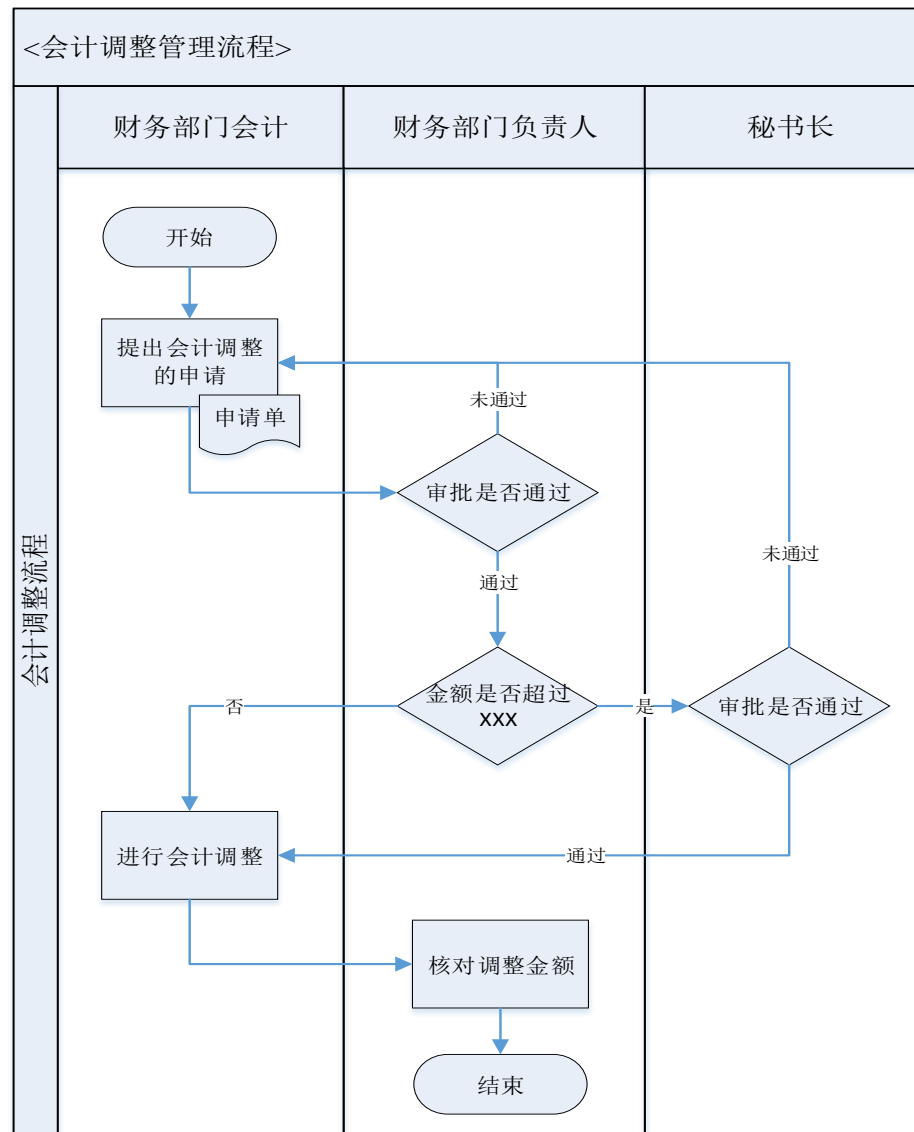 <会计调整管理流程>
财务部门会计
财务部门负责人
秘书长
会计调整流程
开始
提出会计调整
的申请
申请单
未通过
审批是否通过
未通过
通过
金额是否超过
xxx
否
是
审批是否通过
进行会计调整
通过
核对调整金额
结束